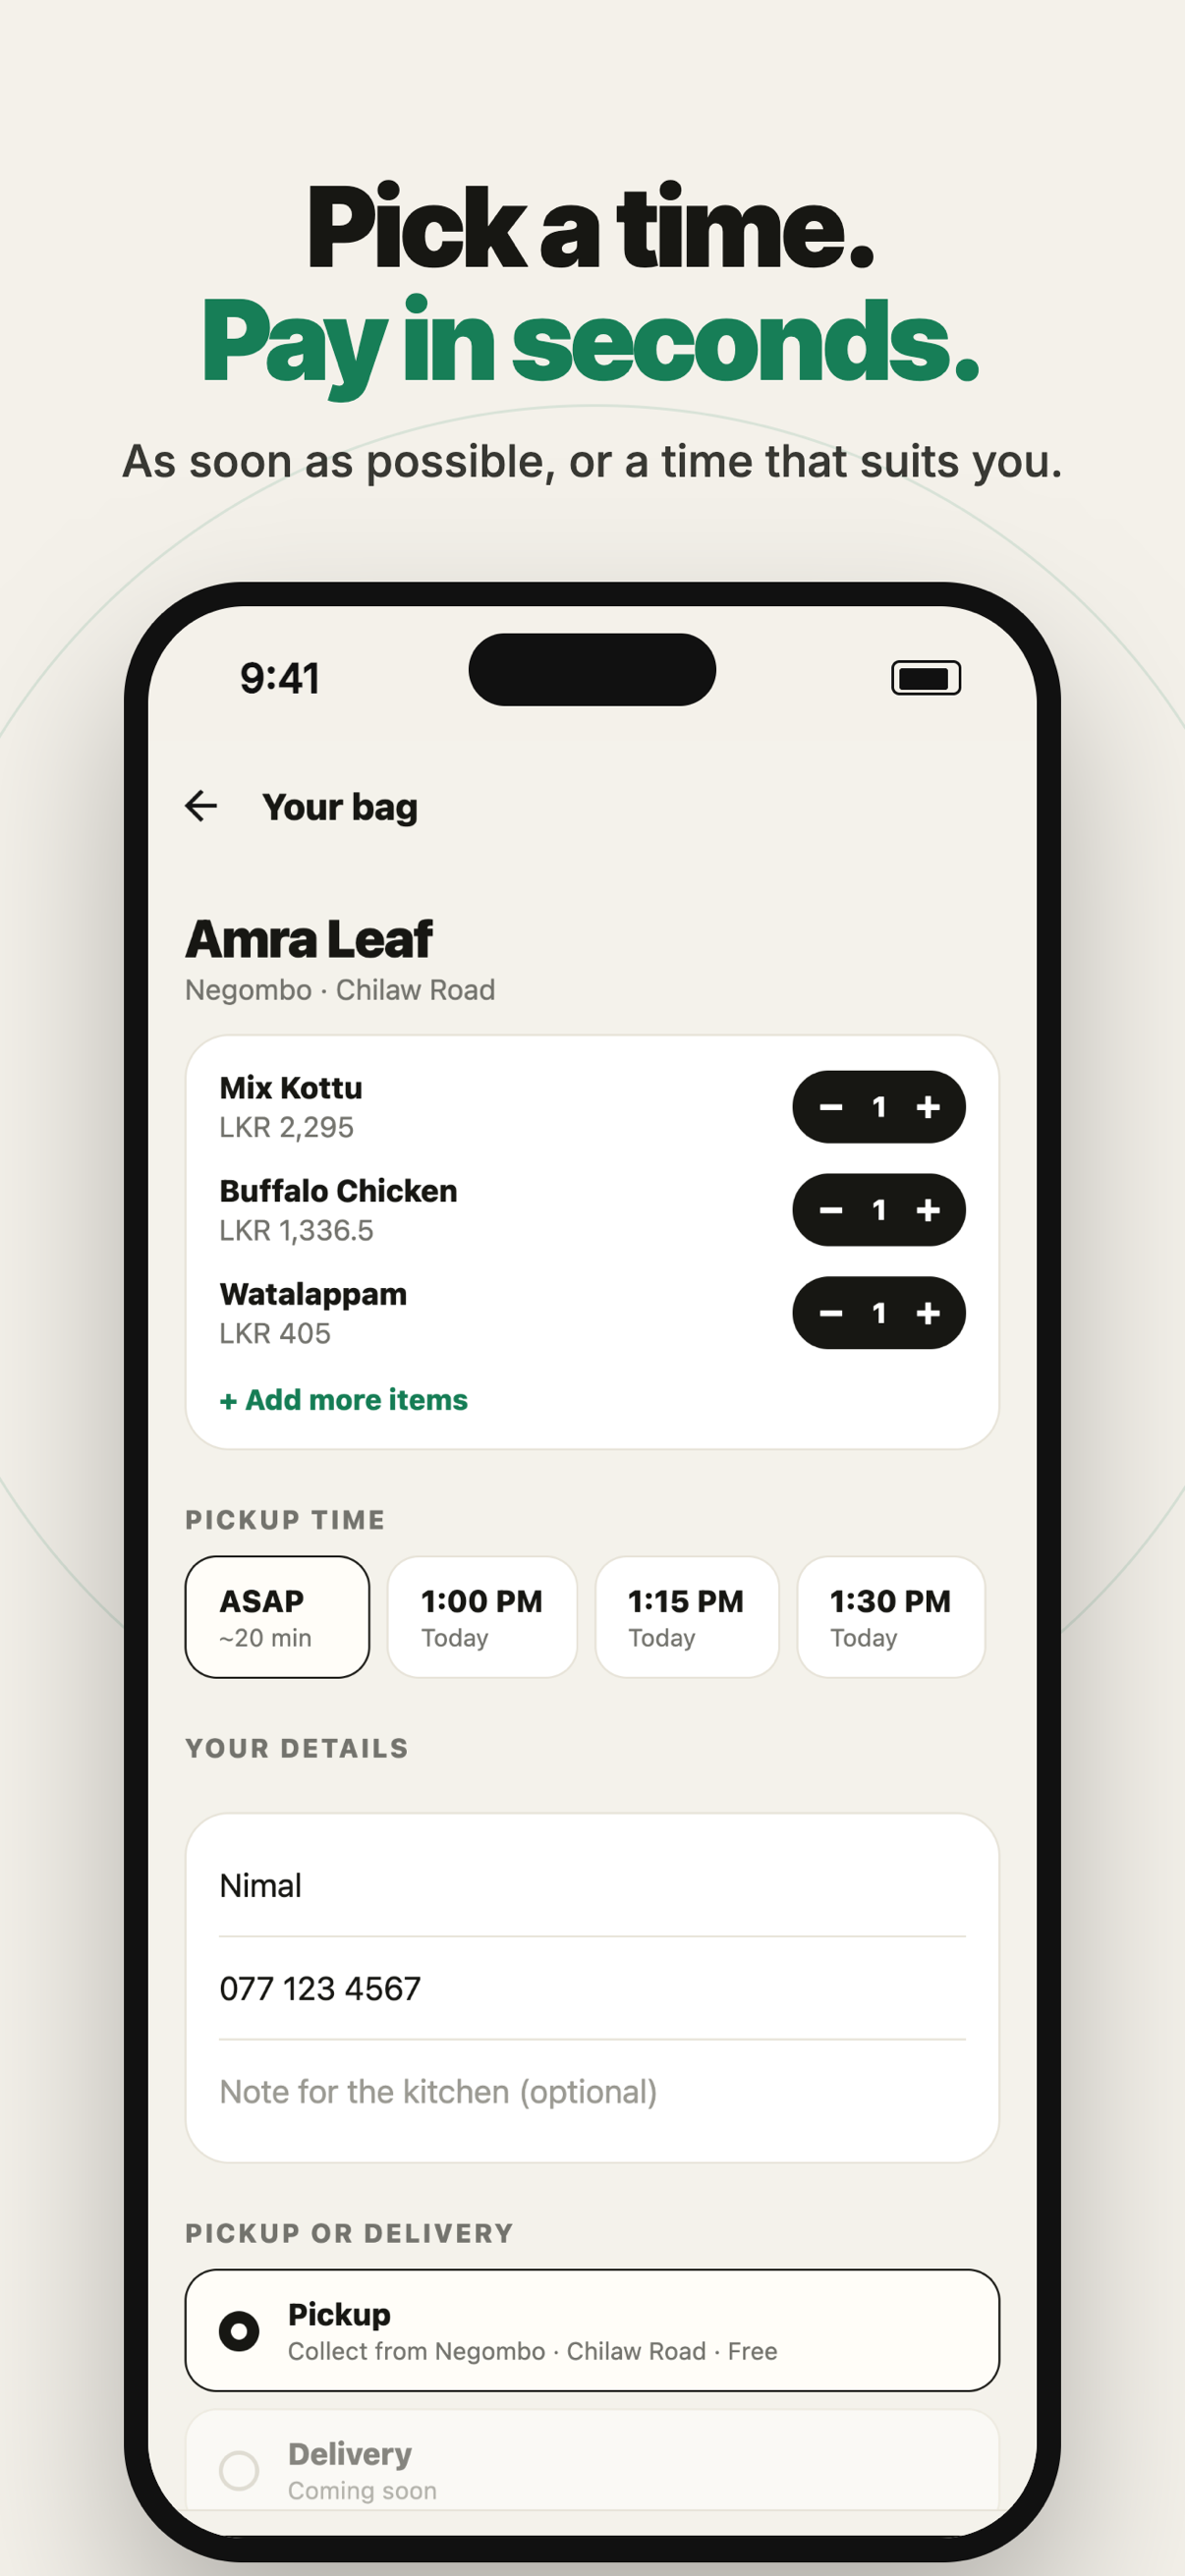 Pick a time.
Pay in seconds.
As soon as possible, or a time that suits you.
9:41
Your bag
Amra Leaf
Negombo · Chilaw Road
Mix Kottu
LKR 2,295
− 1 +
Buffalo Chicken
LKR 1,336.5
− 1 +
Watalappam
LKR 405
− 1 +
+ Add more items
PICKUP TIME
ASAP
~20 min
1:00 PM
Today
1:15 PM
Today
1:30 PM
Today
YOUR DETAILS
Nimal
077 123 4567
Note for the kitchen (optional)
PICKUP OR DELIVERY
Pickup
Collect from Negombo · Chilaw Road · Free
Delivery
Coming soon